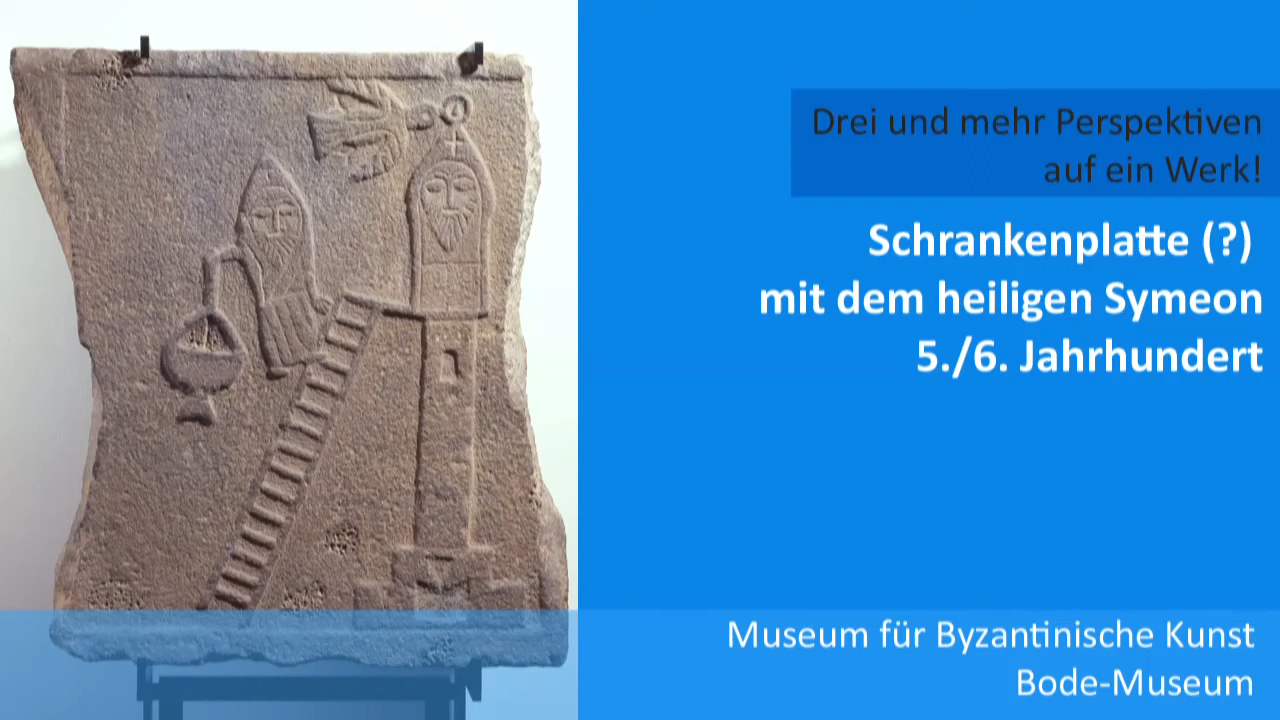 Drei und mehr Perspektiven
auf ein Werk!
Schrankenplatte (?)
mit dem heiligen Symeon
5./6. Jahrhundert
Museum für Byzantinische Kunst
Bode-Museum